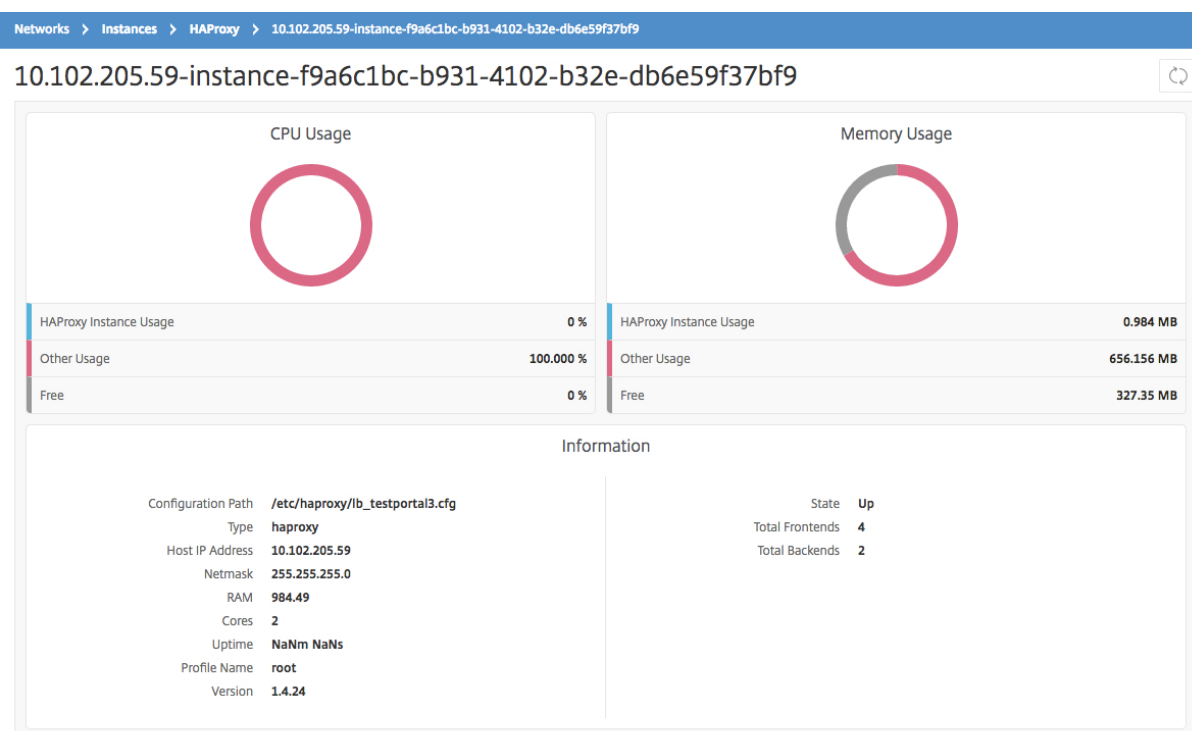 Networks > Instances > HAProxy > 10.102.205.59-instance-f9a6c1bc-b931-4102-b32e-db6e59f37bf9
10.102.205.59-instance-f9a6c1bc-b931-4102-b32e-db6e59f37bf9
CPU Usage
HAProxy Instance Usage 0 %
Other Usage 100.000 %
Free 0 %
Memory Usage
HAProxy Instance Usage 0.984 MB
Other Usage 656.156 MB
Free 327.35 MB
Information
Configuration Path /etc/haproxy/lb_testportal3.cfg
Type haproxy
Host IP Address 10.102.205.59
Netmask 255.255.255.0
RAM 984.49
Cores 2
Uptime NaNm NaNs
Profile Name root
Version 1.4.24
State Up
Total Frontends 4
Total Backends 2